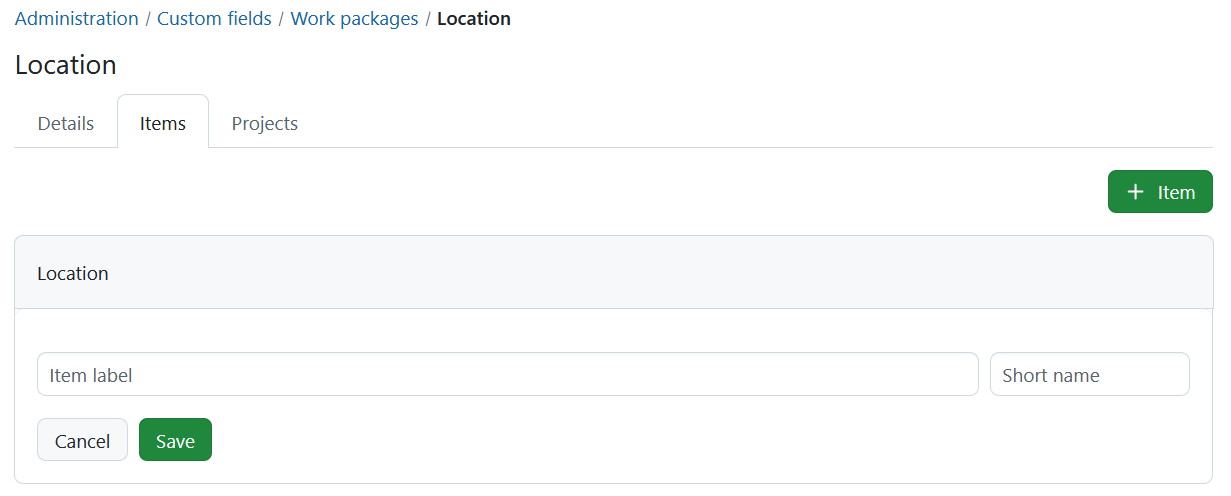 Administration / Custom fields / Work packages / Location
Location
Details Items Projects
+ Item
Location
Item label Short name
Cancel Save